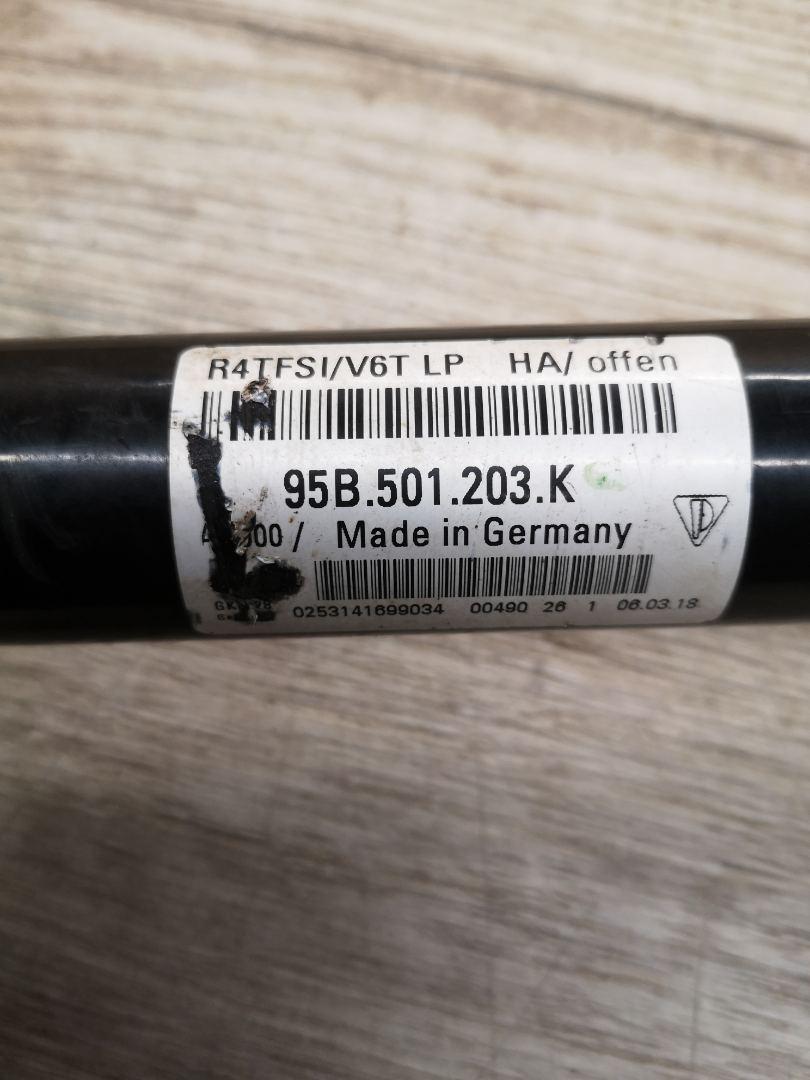 R4TFSI/V6T LP HA/ offen
95B.501.203.K
/ Made in Germany
0253141699034 00490 26 1 06.03.18